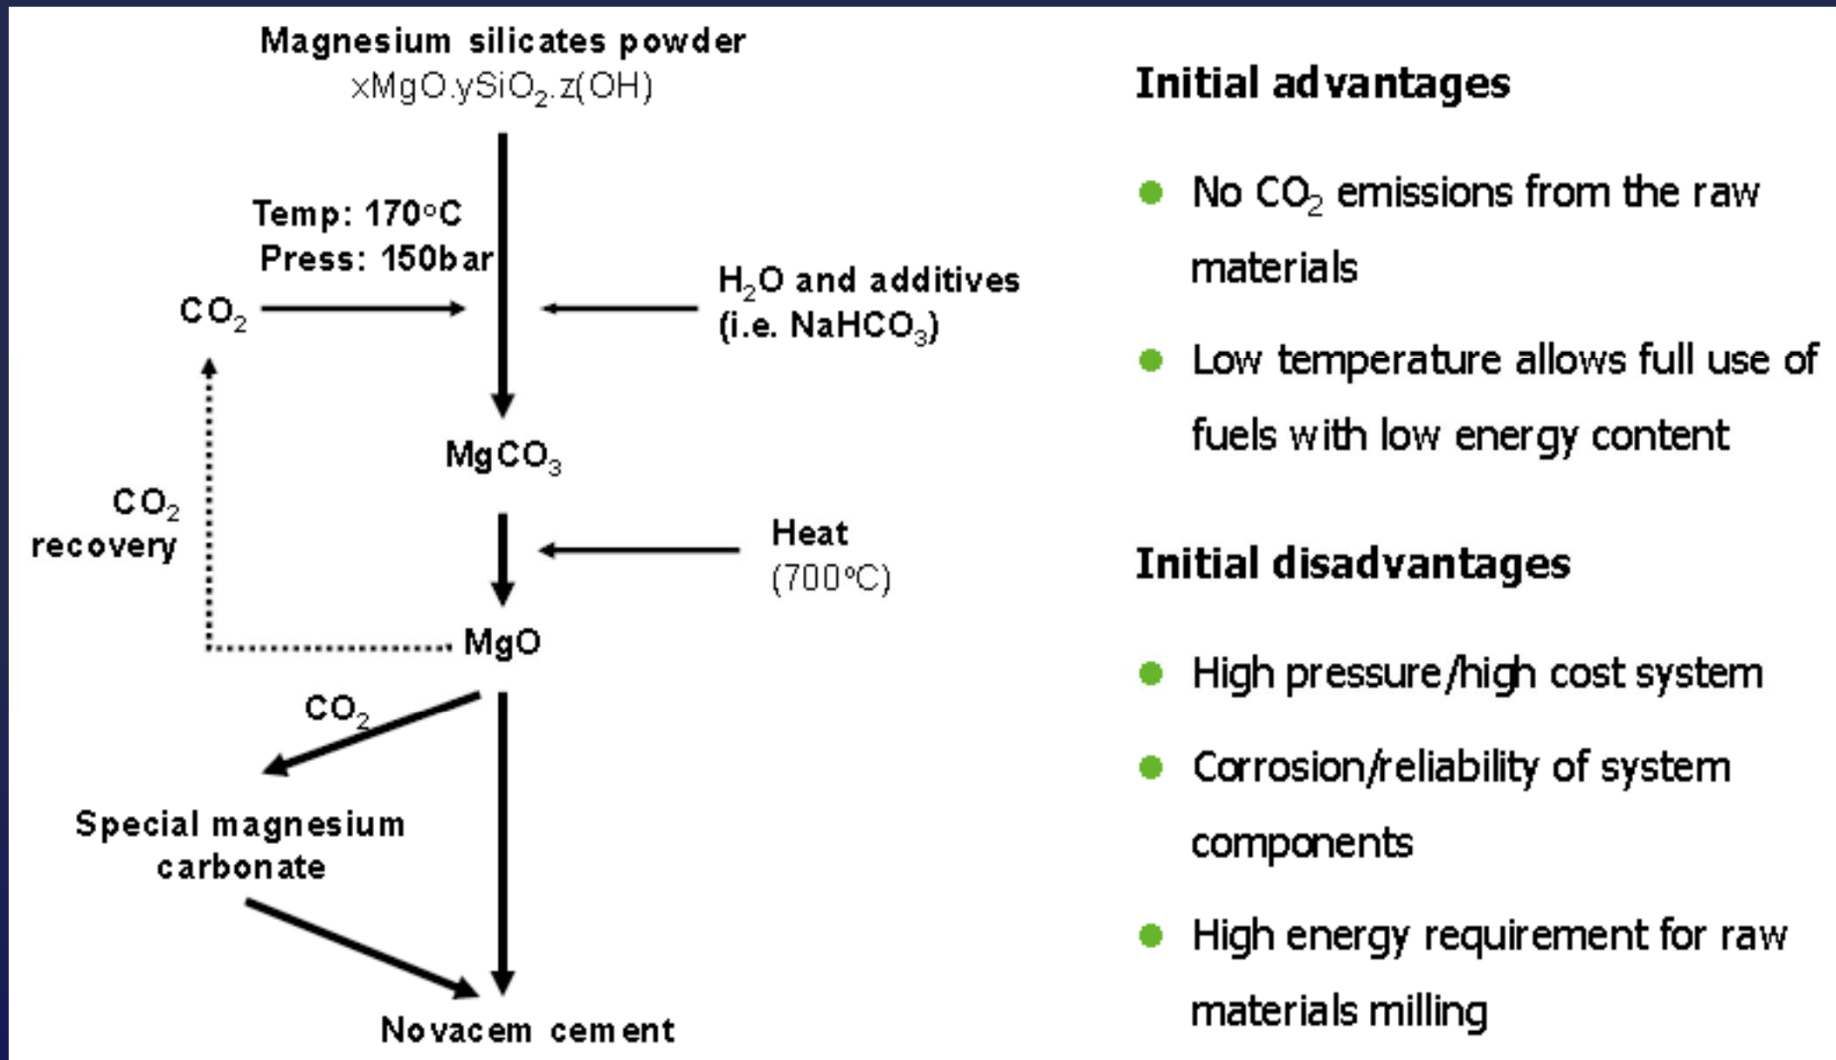 Magnesium silicates powder
xMgO.ySiO₂.z(OH)
Temp: 170°C
Press: 150bar
CO₂
H₂O and additives
(i.e. NaHCO₃)
MgCO₃
CO₂
recovery
Heat
(700°C)
MgO
CO₂
Special magnesium
carbonate
Novacem cement
Initial advantages
No CO₂ emissions from the raw
materials
Low temperature allows full use of
fuels with low energy content
Initial disadvantages
High pressure/high cost system
Corrosion/reliability of system
components
High energy requirement for raw
materials milling